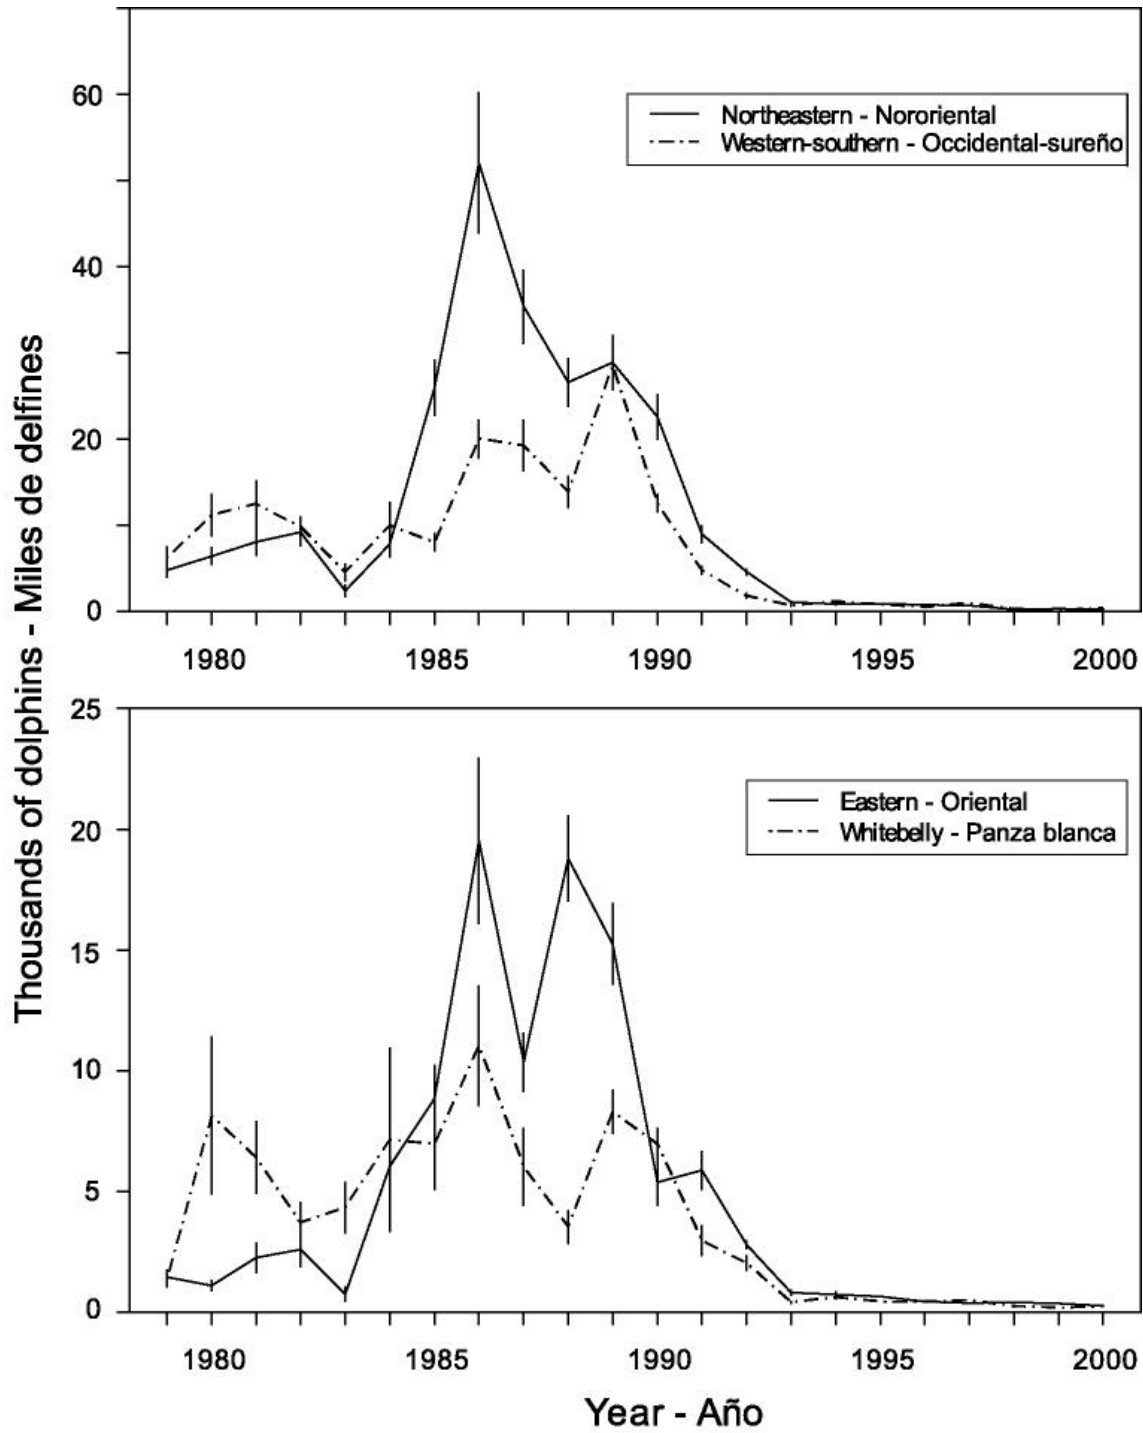 Thousands of dolphins - Miles de delfines
60
40
20
0
Northeastern - Nororiental
Western-southern - Occidental-sureño
1980 1985 1990 1995 2000
25
20
15
10
5
0
Eastern - Oriental
Whitebelly - Panza blanca
1980 1985 1990 1995 2000
Year - Año